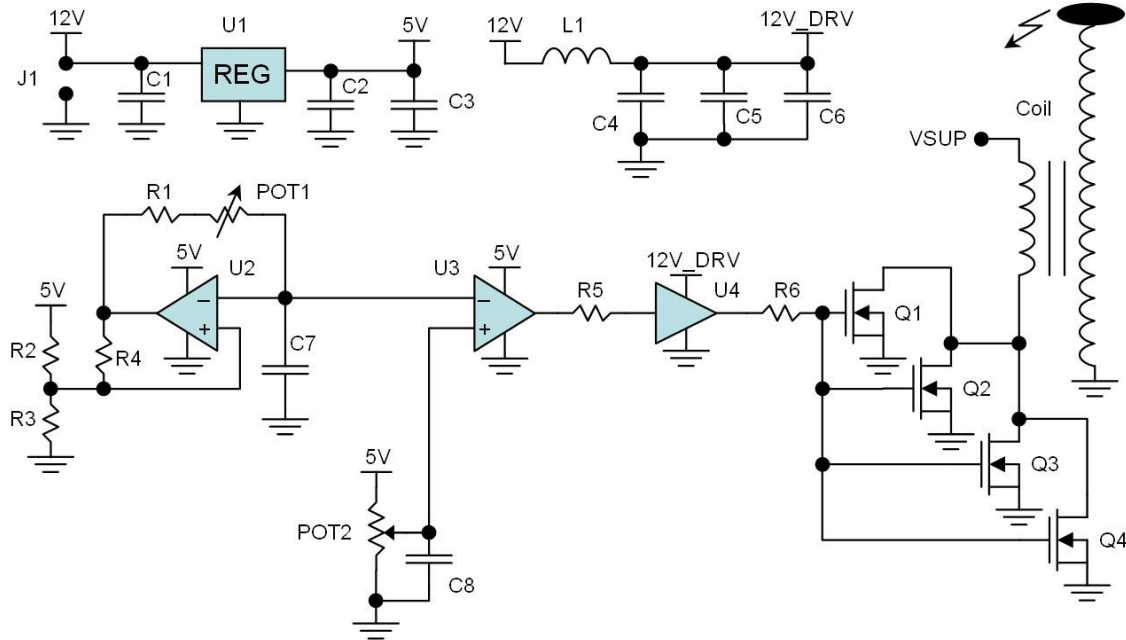 12V
U1
5V
J1
C1
REG
C2
C3
12V
L1
12V_DRV
C4
C5
C6
Coil
VSUP
R1
POT1
5V
U2
−
+
5V
R2
R4
R3
C7
5V
U3
−
+
R5
12V_DRV
U4
R6
Q1
Q2
Q3
Q4
5V
POT2
C8